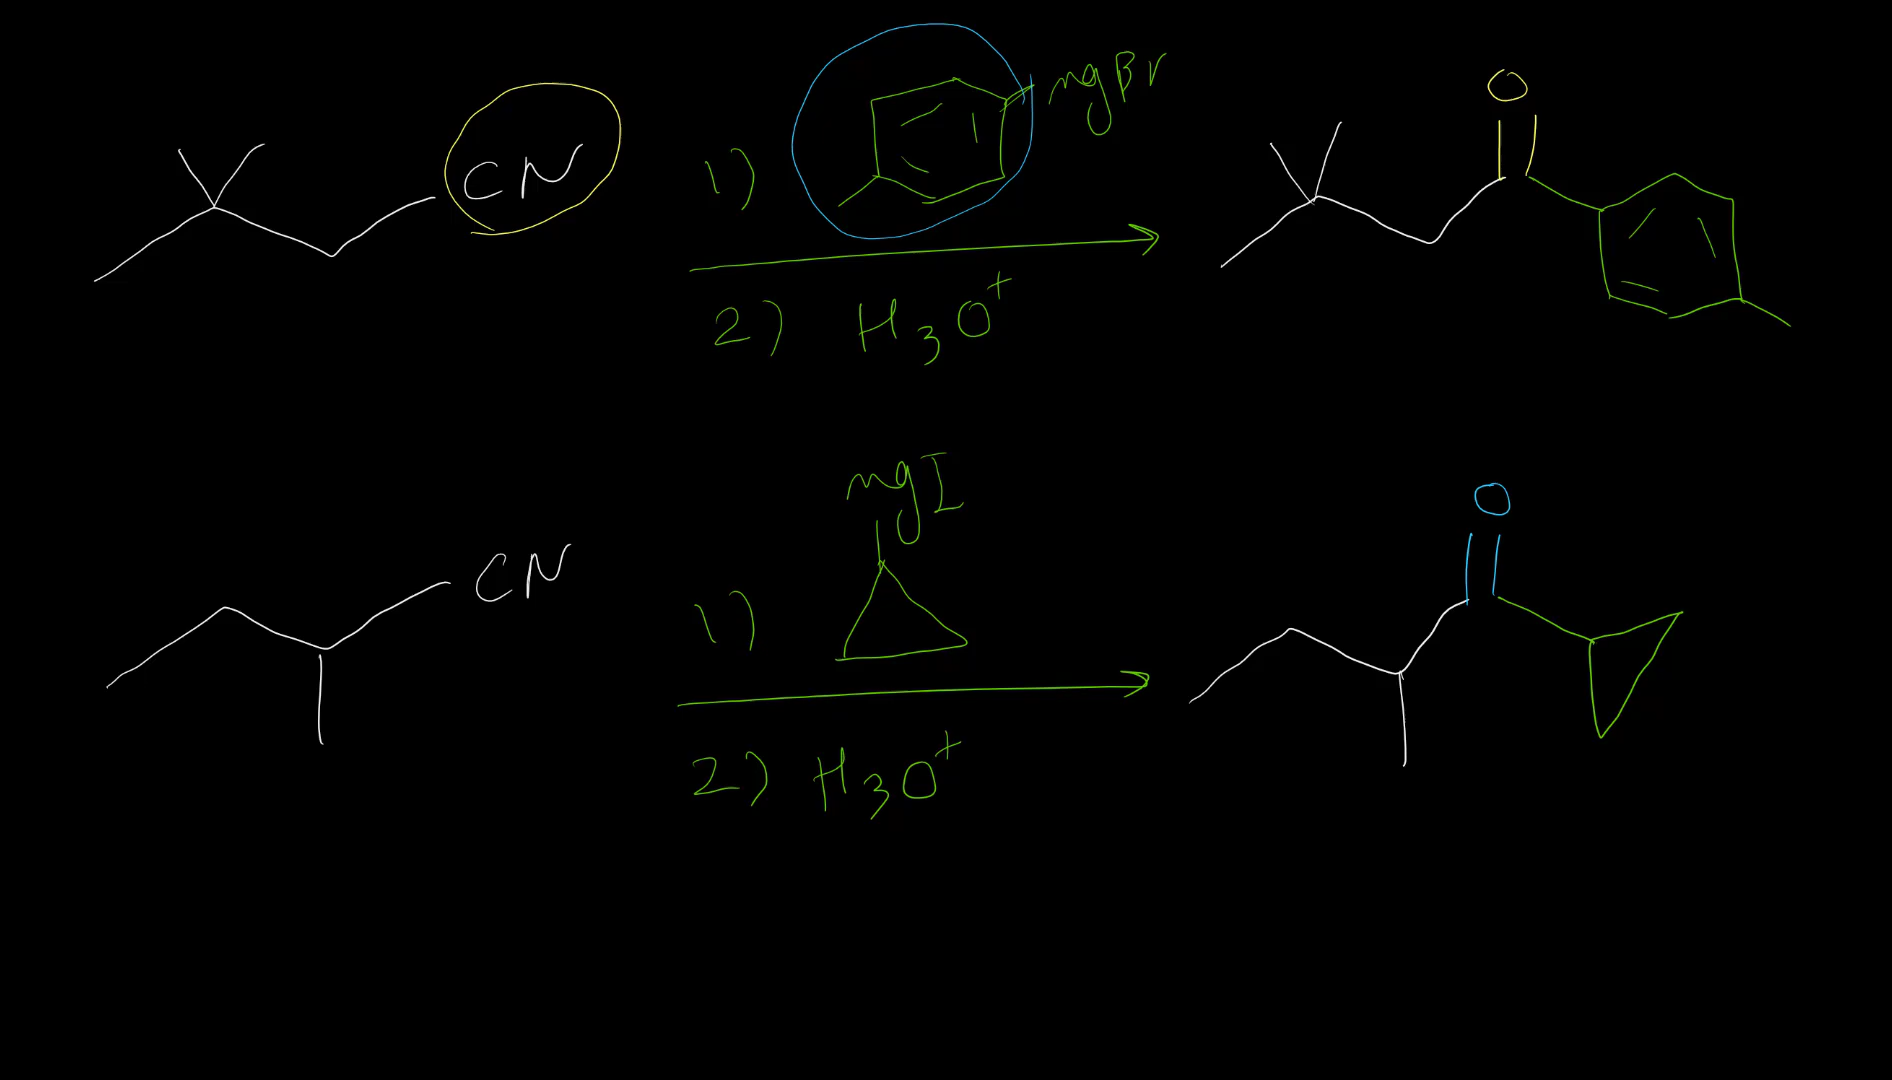 CN
1) mgBr
2) H3O+
O
CN
1) mgI
2) H3O+
O